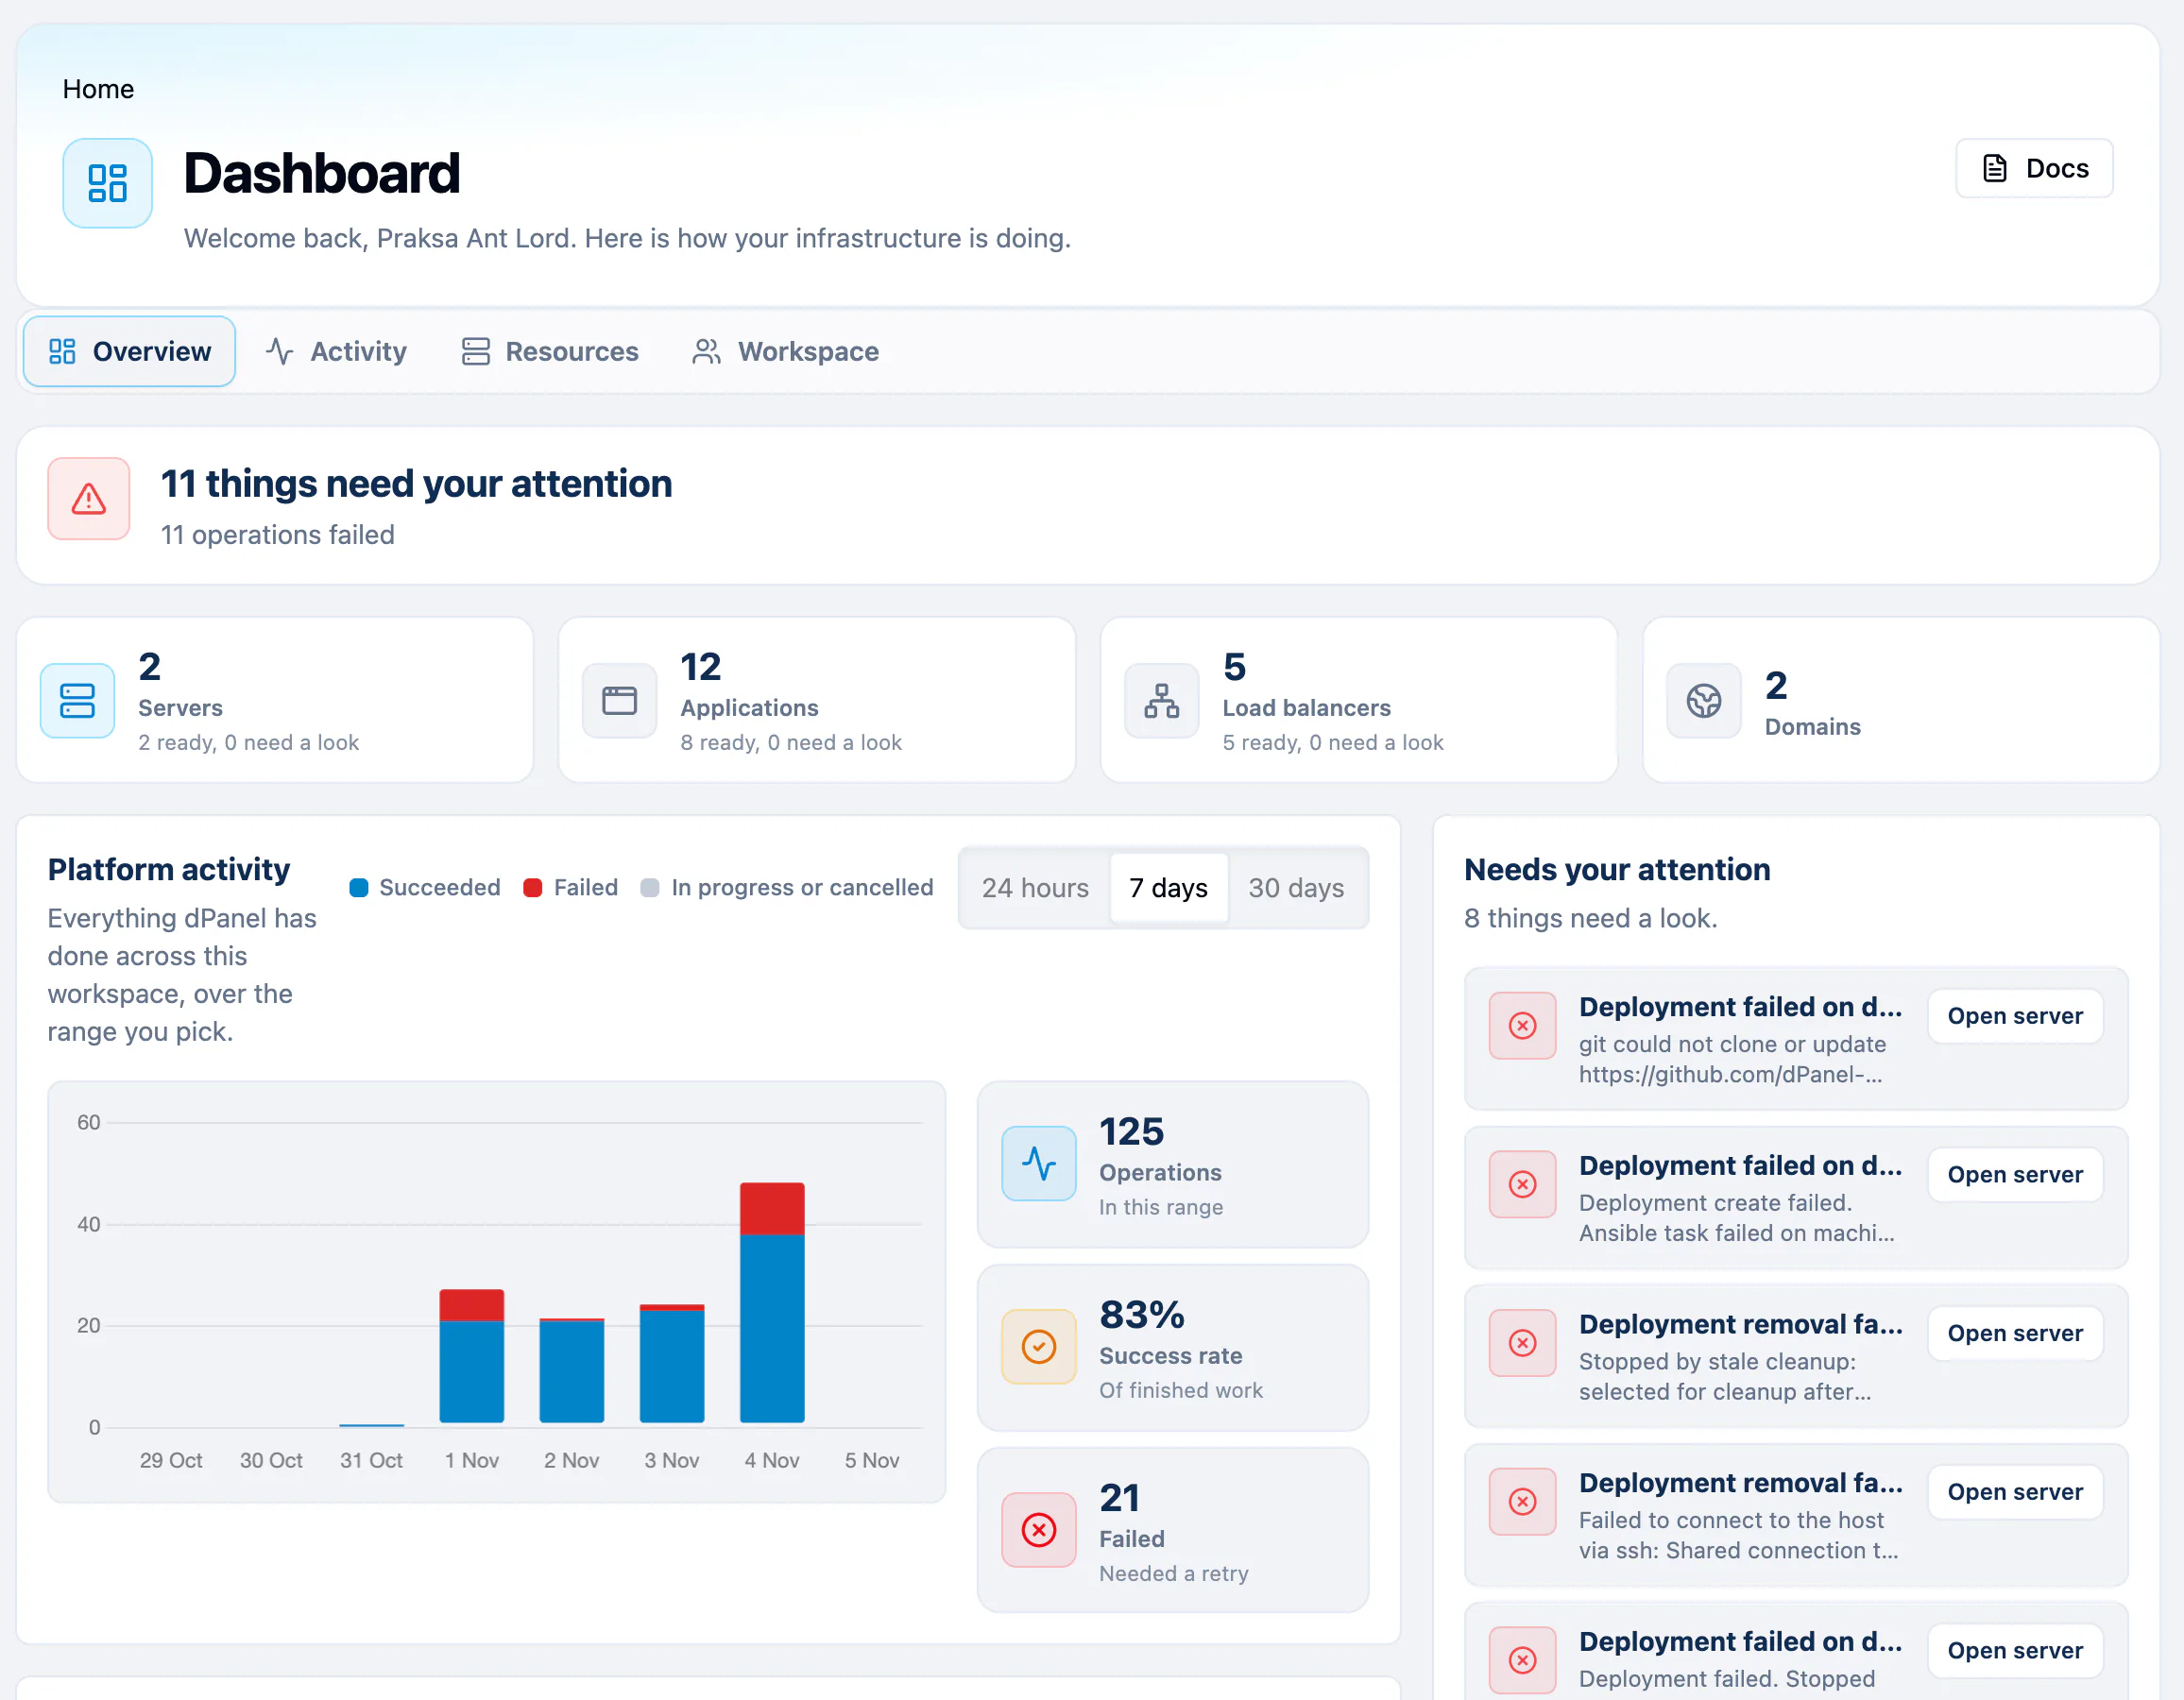 Home
Dashboard
Docs
Welcome back, Praksa Ant Lord. Here is how your infrastructure is doing.
Overview
Activity
Resources
Workspace
11 things need your attention
11 operations failed
2
Servers
2 ready, 0 need a look
12
Applications
8 ready, 0 need a look
5
Load balancers
5 ready, 0 need a look
2
Domains
Platform activity
Everything dPanel has
done across this
workspace, over the
range you pick.
Succeeded
Failed
In progress or cancelled
24 hours
7 days
30 days
60
40
20
0
29 Oct
30 Oct
31 Oct
1 Nov
2 Nov
3 Nov
4 Nov
5 Nov
125
Operations
In this range
83%
Success rate
Of finished work
21
Failed
Needed a retry
Needs your attention
8 things need a look.
Deployment failed on d...
git could not clone or update
https://github.com/dPanel-...
Open server
Deployment failed on d...
Deployment create failed.
Ansible task failed on machi...
Open server
Deployment removal fa...
Stopped by stale cleanup:
selected for cleanup after...
Open server
Deployment removal fa...
Failed to connect to the host
via ssh: Shared connection t...
Open server
Deployment failed on d...
Deployment failed. Stopped
Open server